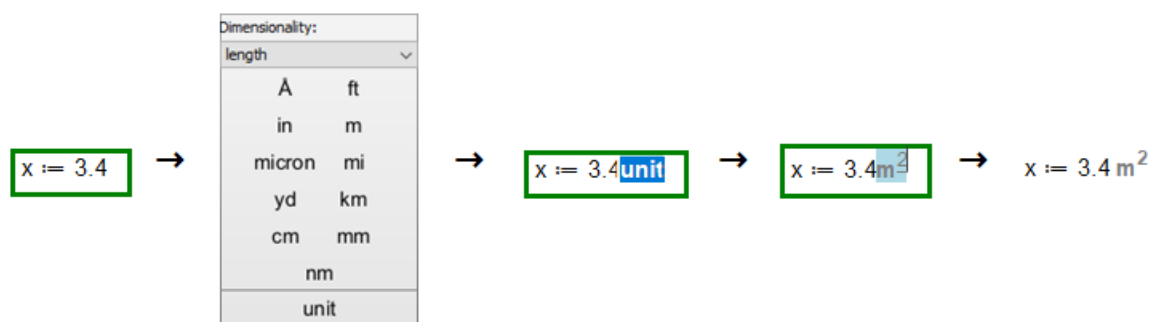 x := 3.4
→
Dimensionality:
length
Å ft
in m
micron mi
yd km
cm mm
nm
unit
→
x := 3.4unit
→
x := 3.4m²
→
x := 3.4 m²